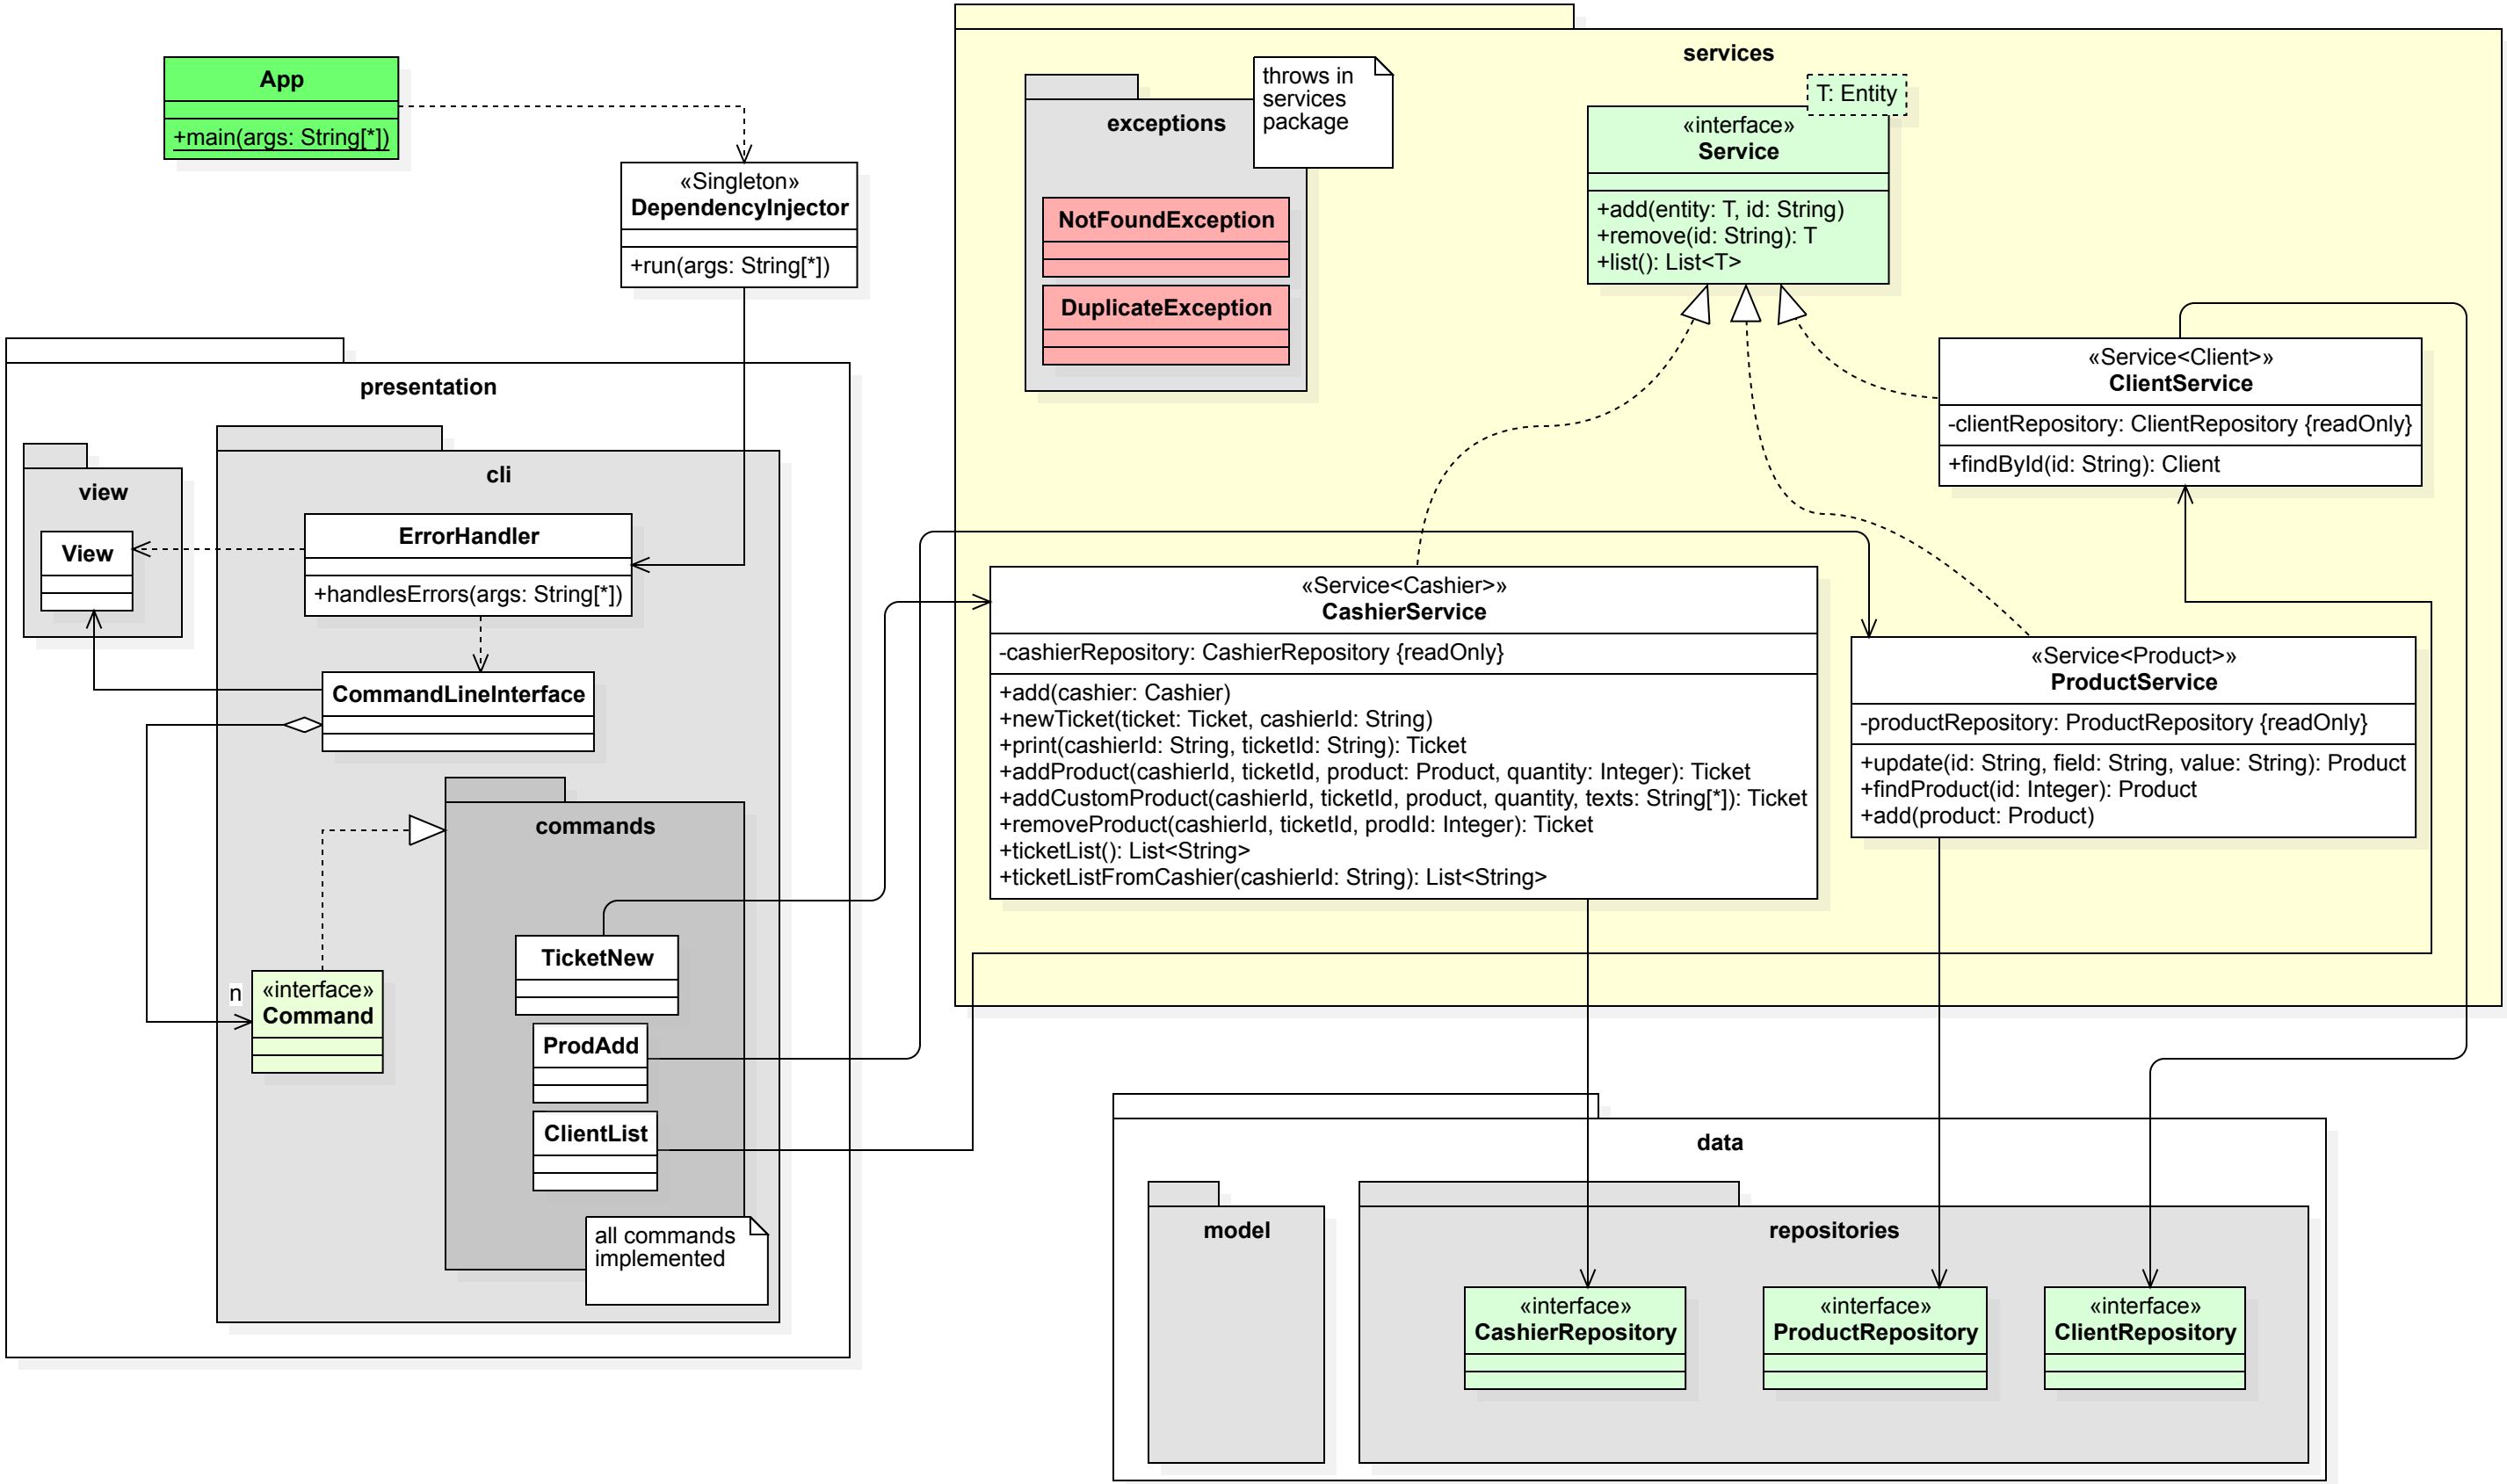 App
+main(args: String[*])
«Singleton»
DependencyInjector
+run(args: String[*])
presentation
view
View
cli
ErrorHandler
+handlesErrors(args: String[*])
CommandLineInterface
n
«interface»
Command
commands
TicketNew
ProdAdd
ClientList
all commands
implemented
services
exceptions
throws in
services
package
NotFoundException
DuplicateException
T: Entity
«interface»
Service
+add(entity: T, id: String)
+remove(id: String): T
+list(): List<T>
«Service<Client>»
ClientService
-clientRepository: ClientRepository {readOnly}
+findById(id: String): Client
«Service<Cashier>»
CashierService
-cashierRepository: CashierRepository {readOnly}
+add(cashier: Cashier)
+newTicket(ticket: Ticket, cashierId: String)
+print(cashierId: String, ticketId: String): Ticket
+addProduct(cashierId, ticketId, product: Product, quantity: Integer): Ticket
+addCustomProduct(cashierId, ticketId, product, quantity, texts: String[*]): Ticket
+removeProduct(cashierId, ticketId, prodId: Integer): Ticket
+ticketList(): List<String>
+ticketListFromCashier(cashierId: String): List<String>
«Service<Product>»
ProductService
-productRepository: ProductRepository {readOnly}
+update(id: String, field: String, value: String): Product
+findProduct(id: Integer): Product
+add(product: Product)
data
model
repositories
«interface»
CashierRepository
«interface»
ProductRepository
«interface»
ClientRepository